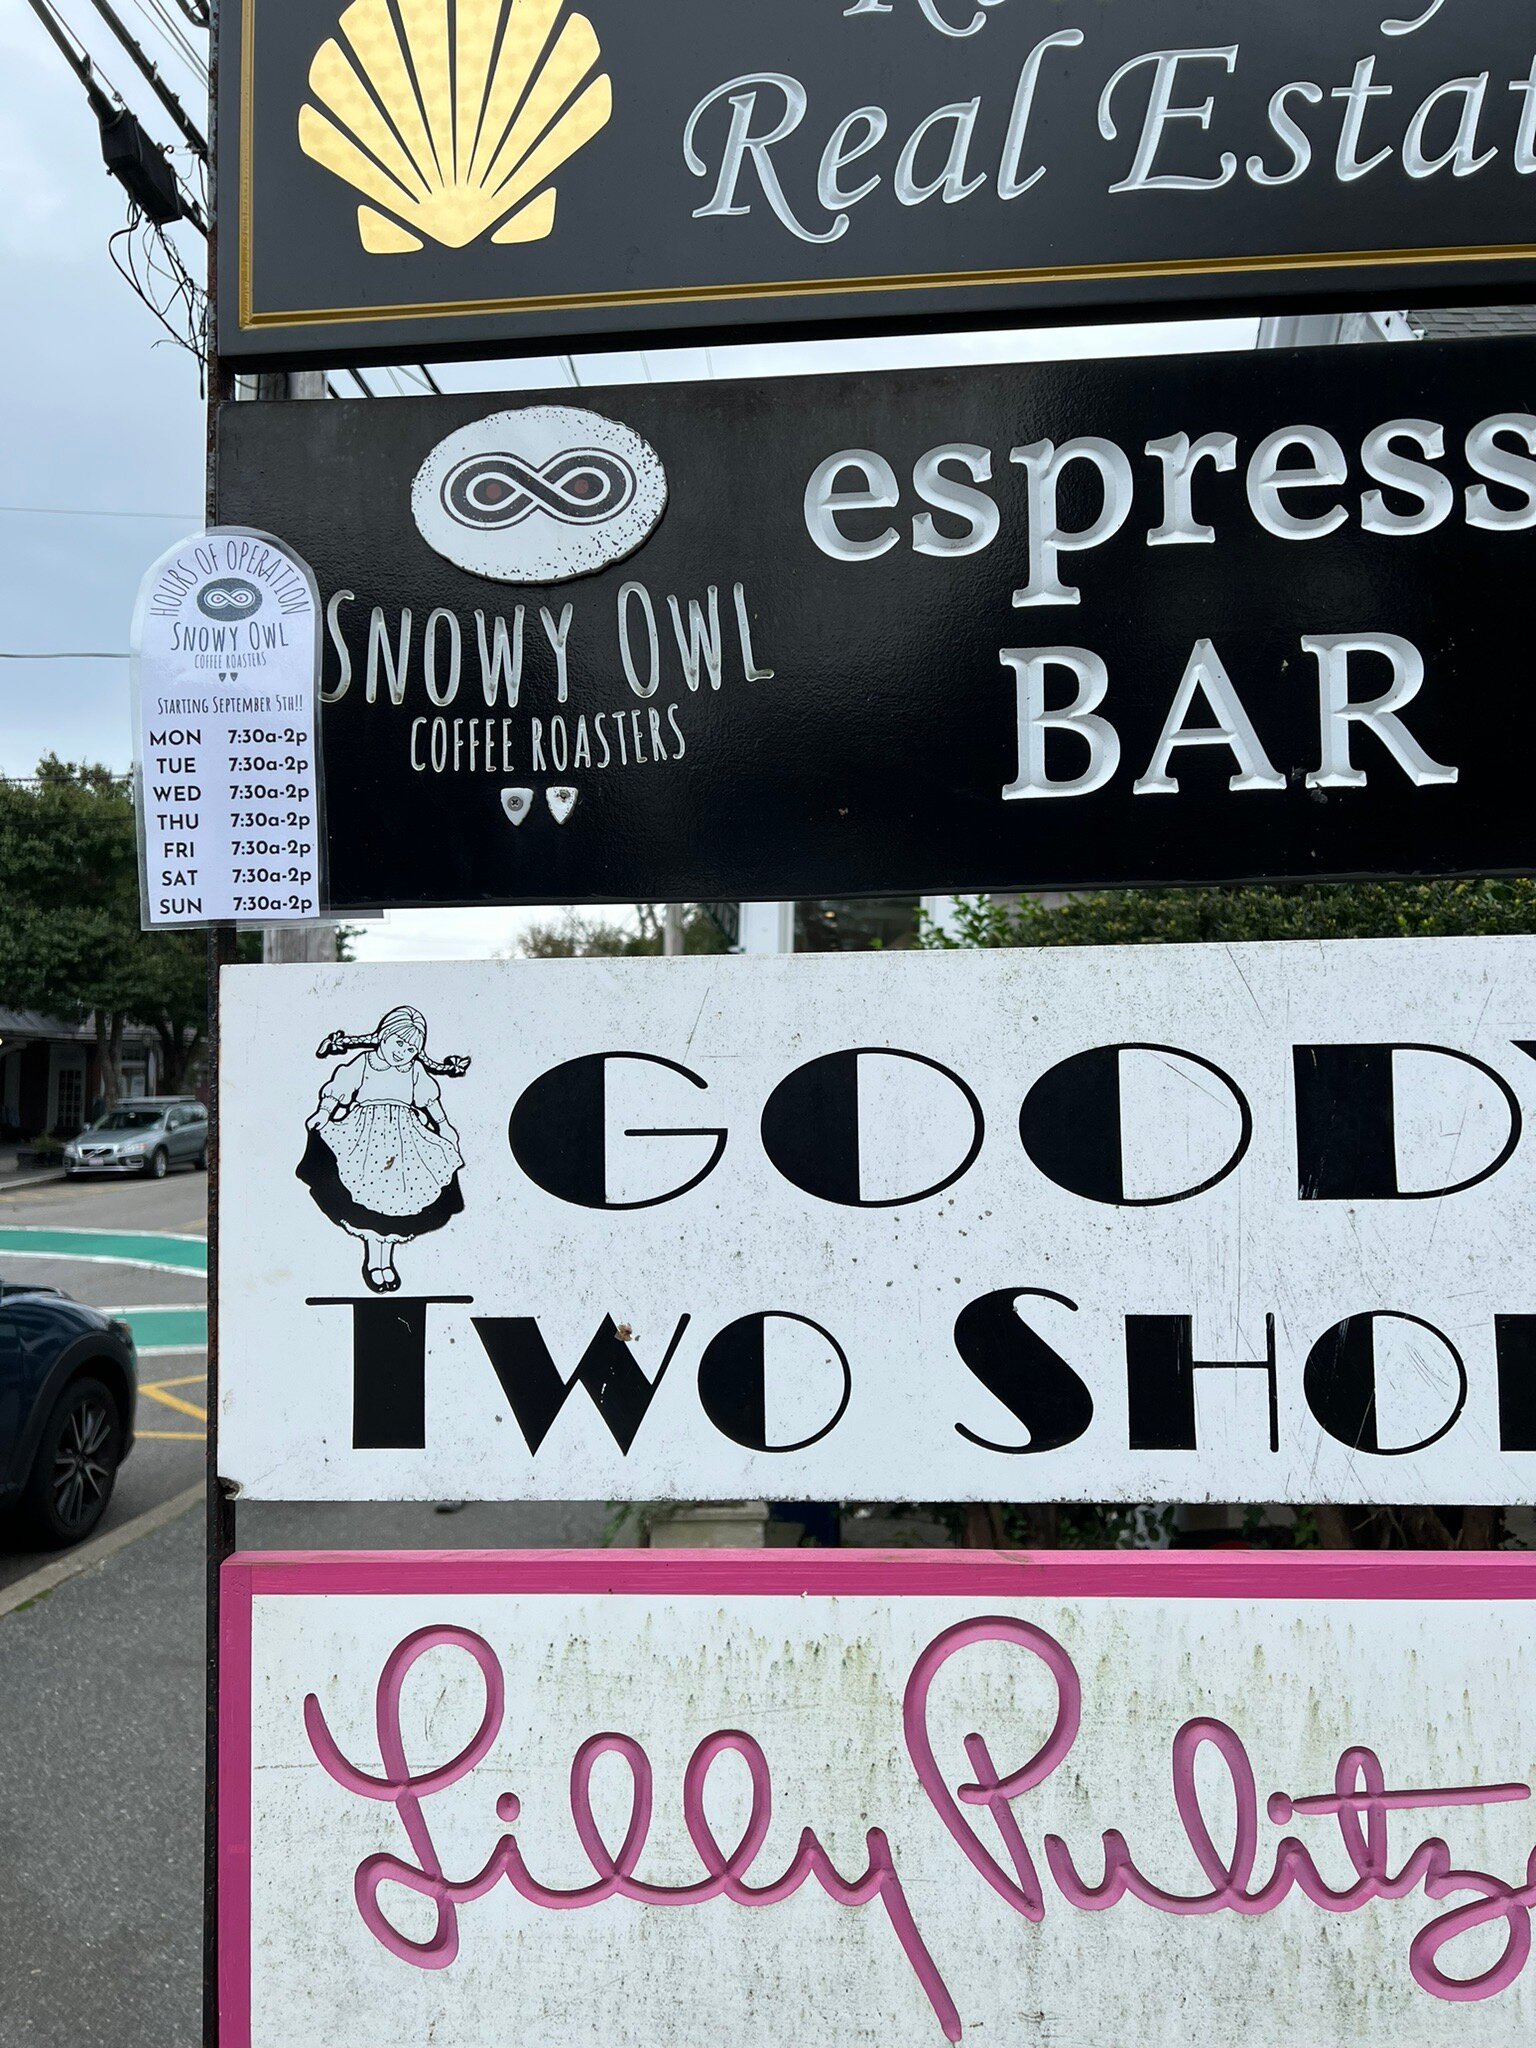 Real Estat
espress
BAR
SNOWY OWL
COFFEE ROASTERS
HOURS OF OPERATION
SNOWY OWL
COFFEE ROASTERS
STARTING SEPTEMBER 5TH!!
MON 7:30a-2p
TUE 7:30a-2p
WED 7:30a-2p
THU 7:30a-2p
FRI 7:30a-2p
SAT 7:30a-2p
SUN 7:30a-2p
GOODY
TWO SHO
Lilly Pulitze